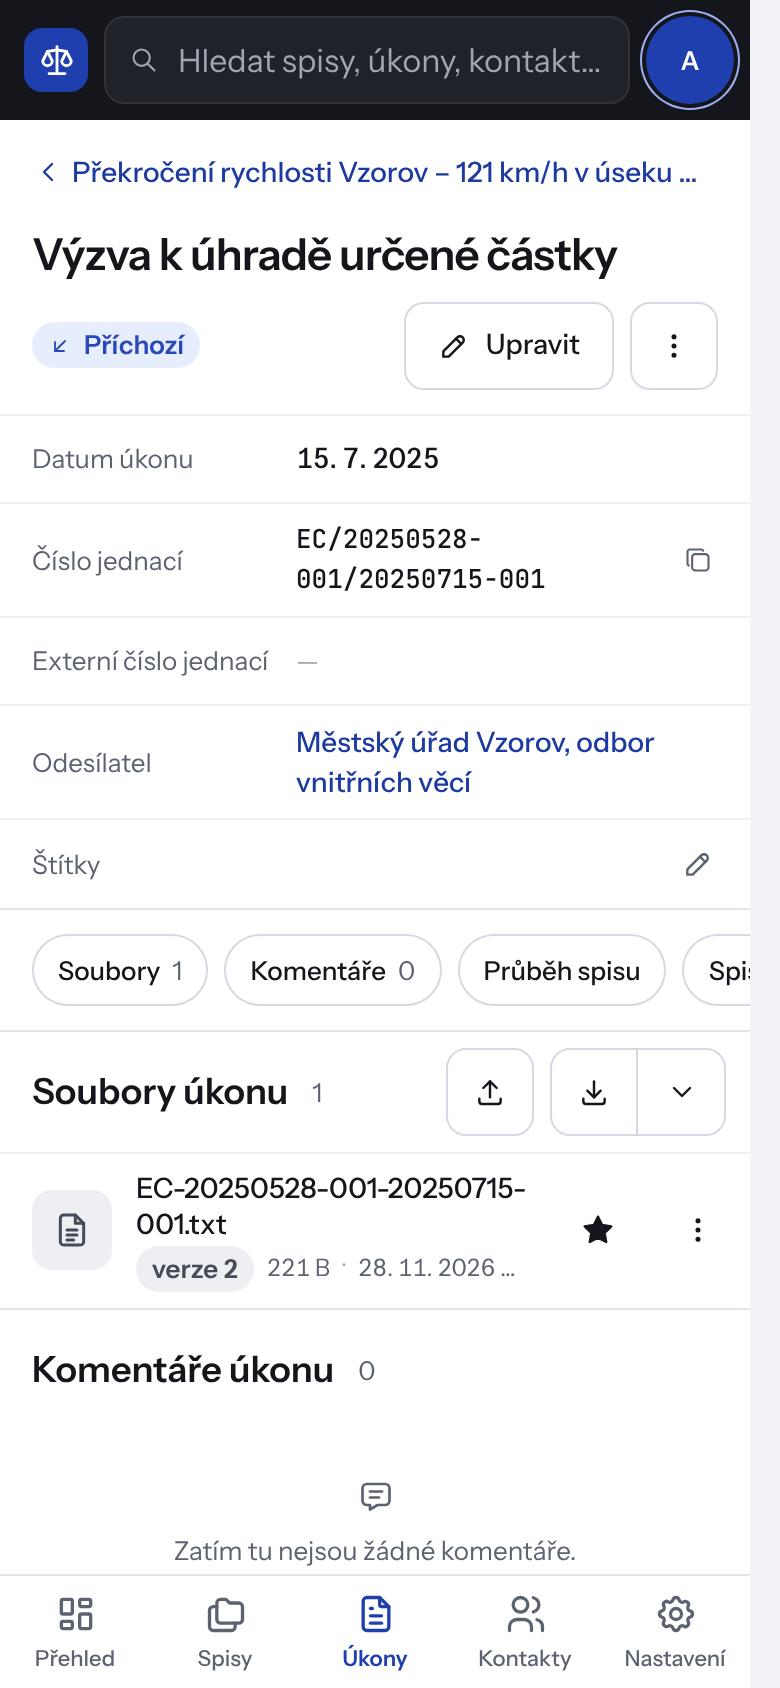 Hledat spisy, úkony, kontakt...
A
Překročení rychlosti Vzorov – 121 km/h v úseku ...
Výzva k úhradě určené částky
Příchozí
Upravit
Datum úkonu
15. 7. 2025
Číslo jednací
EC/20250528-
001/20250715-001
Externí číslo jednací
—
Odesílatel
Městský úřad Vzorov, odbor
vnitřních věcí
Štítky
Soubory 1
Komentáře 0
Průběh spisu
Spis
Soubory úkonu 1
EC-20250528-001-20250715-
001.txt
verze 2 221 B · 28. 11. 2026 ...
Komentáře úkonu 0
Zatím tu nejsou žádné komentáře.
Přehled
Spisy
Úkony
Kontakty
Nastavení